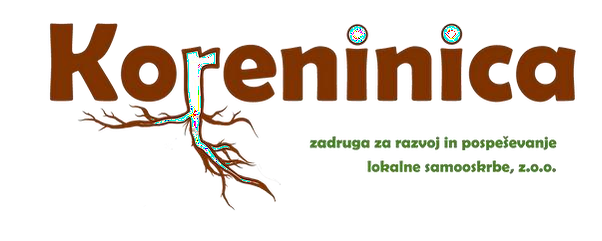 Koreninica
zadruga za razvoj in pospeševanje
lokalne samooskrbe, z.o.o.